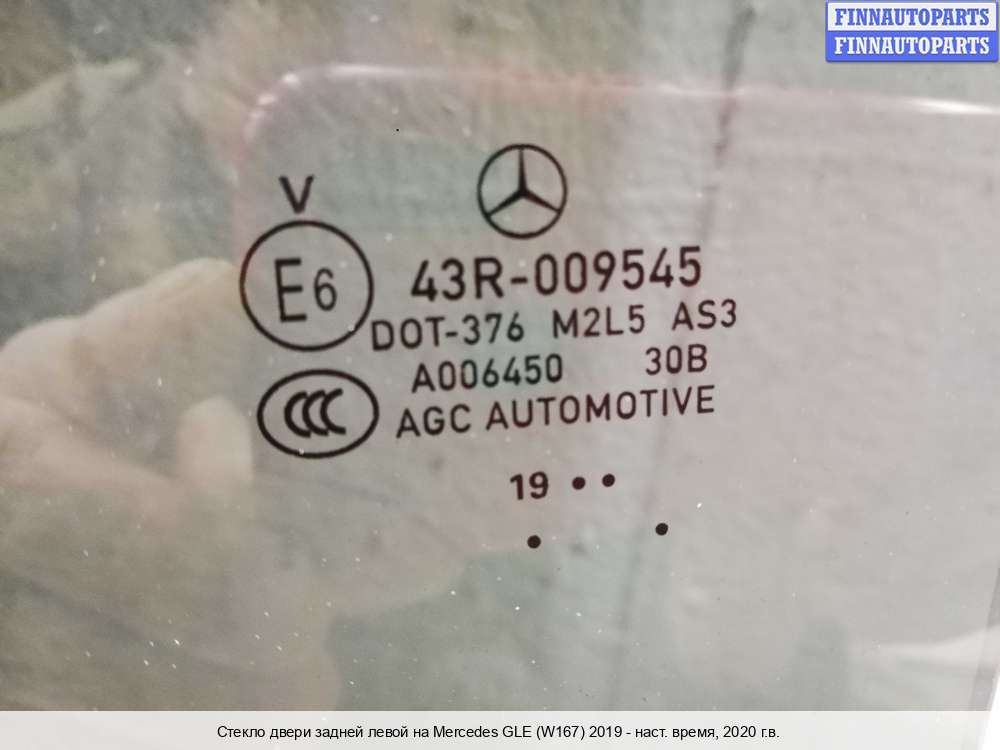 FINNAUTOPARTS
FINNAUTOPARTS
V
E6
43R-009545
DOT-376 M2L5 AS3
A006450 30B
CCC
AGC AUTOMOTIVE
19 ••
• •
Стекло двери задней левой на Mercedes GLE (W167) 2019 - наст. время, 2020 г.в.